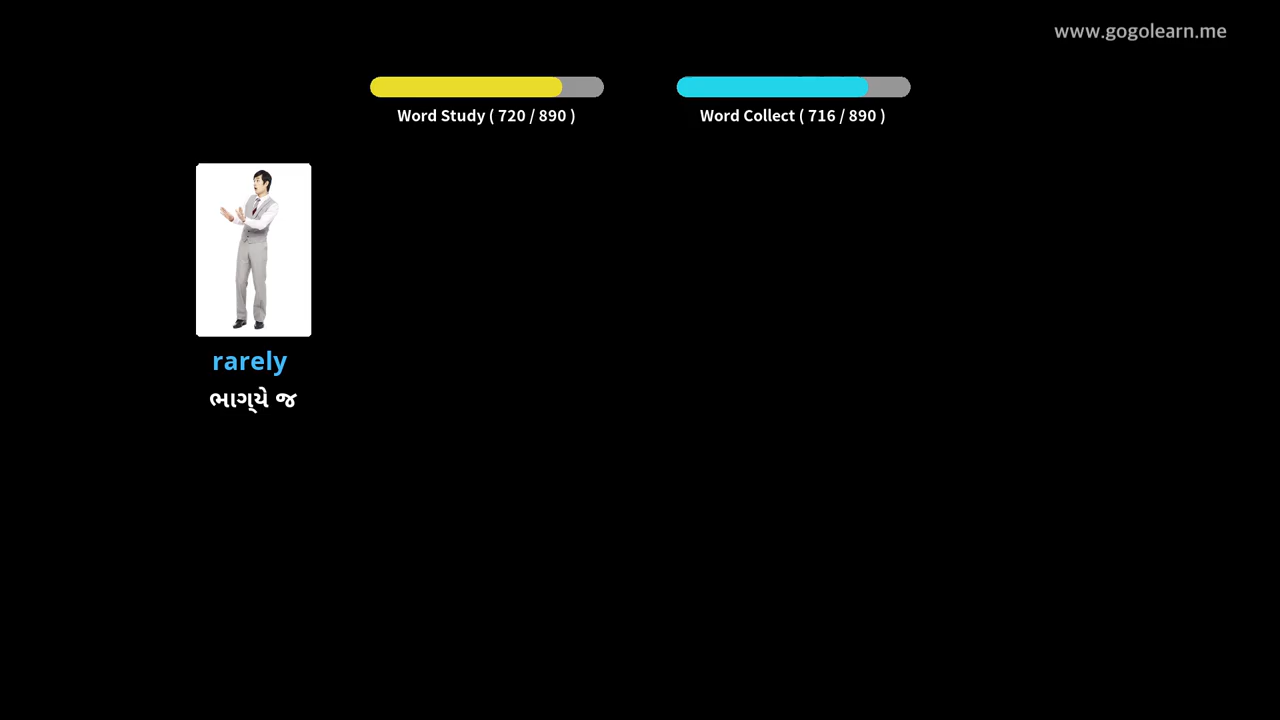 www.gogolearn.me
Word Study ( 720 / 890 )
Word Collect ( 716 / 890 )
rarely
ભાગ્યે જ